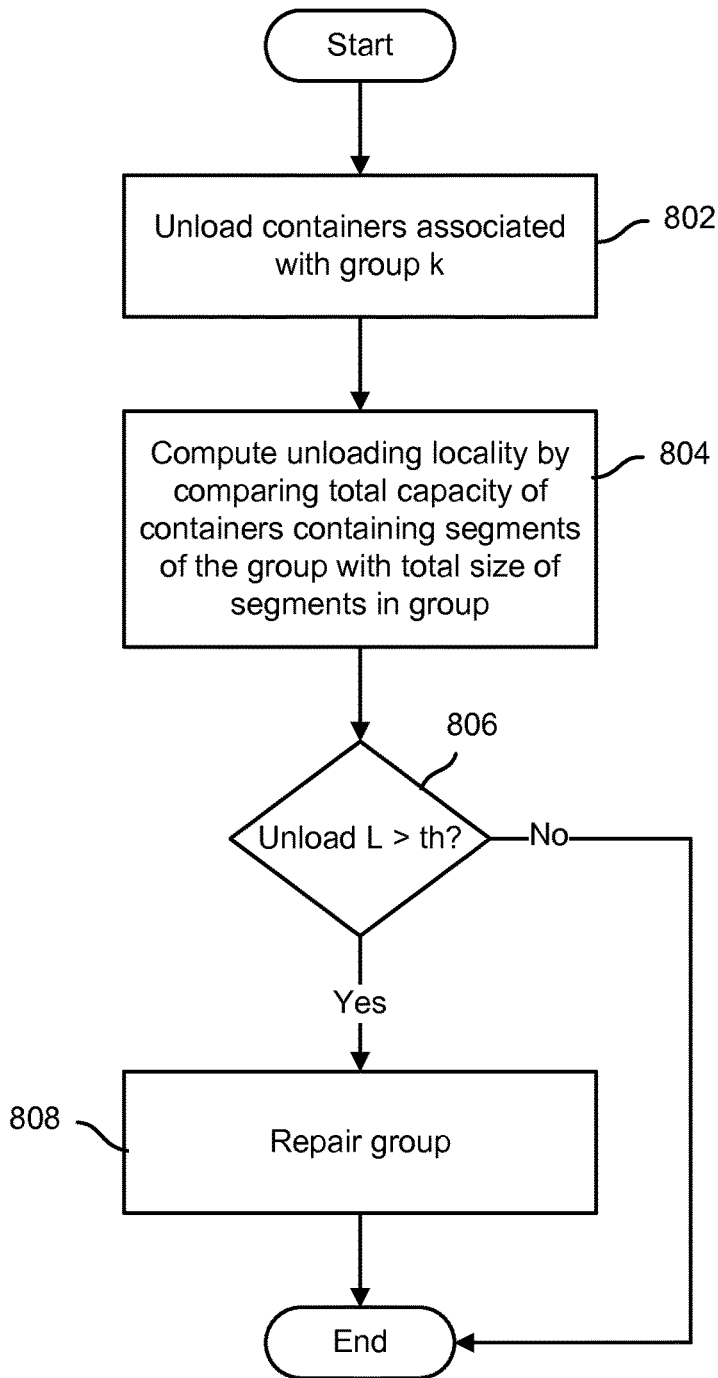 Start
Unload containers associated
with group k
802
Compute unloading locality by
comparing total capacity of
containers containing segments
of the group with total size of
segments in group
804
806
Unload L > th?
No
Yes
808
Repair group
End